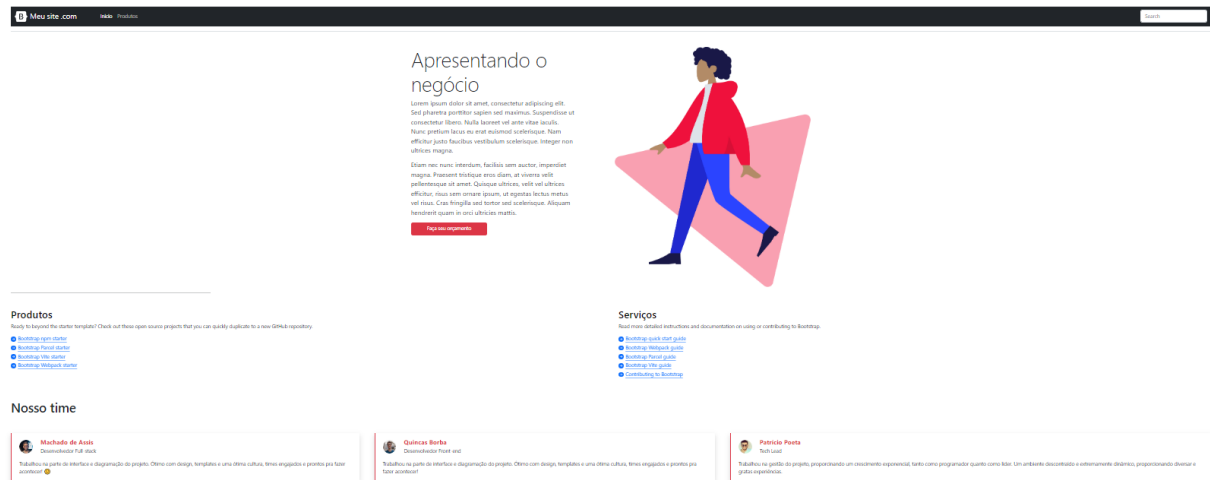 B Meu site .com Início Produtos Search
Apresentando o
negócio
Lorem ipsum dolor sit amet, consectetur adipiscing elit.
Sed pharetra porttitor sapien sed maximus. Suspendisse ut
consectetur libero. Nulla laoreet vel ante vitae iaculis.
Nunc pretium lacus eu erat euismod scelerisque. Nam
efficitur justo faucibus vestibulum scelerisque. Integer non
ultrices magna.
Etiam nec nunc interdum, facilisis sem auctor, imperdiet
magna. Praesent tristique eros diam, at viverra velit
pellentesque sit amet. Quisque ultrices, velit vel ultrices
efficitur, risus sem ornare ipsum, ut egestas lectus metus
vel risus. Cras fringilla sed tortor sed scelerisque. Aliquam
hendrerit quam in orci ultricies mattis.
Faça seu orçamento
Produtos
Ready to beyond the starter template? Check out these open source projects that you can quickly duplicate to a new GitHub repository.
Bootstrap npm starter
Bootstrap Parcel starter
Bootstrap Vite starter
Bootstrap Webpack starter
Serviços
Read more detailed instructions and documentation on using or contributing to Bootstrap.
Bootstrap quick start guide
Bootstrap Webpack guide
Bootstrap Parcel guide
Bootstrap Vite guide
Contributing to Bootstrap
Nosso time
Machado de Assis
Desenvolvedor Full stack
Trabalhou na parte de interface e diagramação do projeto. Ótimo com design, templates e uma ótima cultura, times engajados e prontos pra fazer
acontecer!
Quincas Borba
Desenvolvedor Front and
Trabalhou na parte de interface e diagramação do projeto. Ótimo com design, templates e uma ótima cultura, times engajados e prontos pra
fazer acontecer!
Patricio Poeta
Tech Lead
Trabalhou na gestão do projeto, proporcionando um crescimento exponencial, tanto como programador quanto como líder. Um ambiente descontraído e extremamente dinâmico, proporcionando diversar e
gratas experiências.